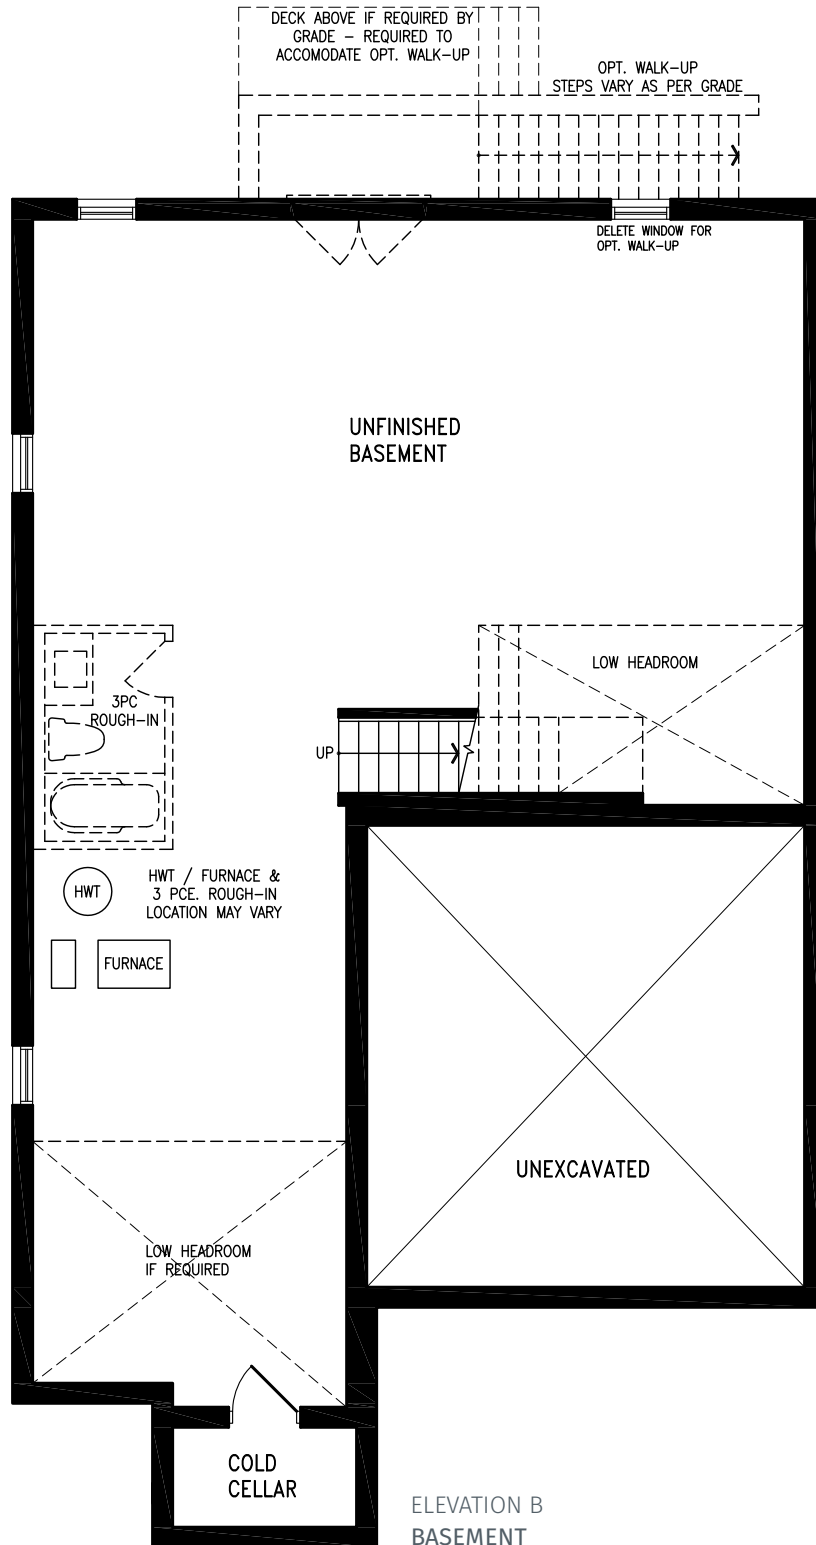 DECK ABOVE IF REQUIRED BY
GRADE – REQUIRED TO
ACCOMODATE OPT. WALK–UP
OPT. WALK–UP
STEPS VARY AS PER GRADE
DELETE WINDOW FOR
OPT. WALK–UP
UNFINISHED
BASEMENT
LOW HEADROOM
3PC
ROUGH–IN
UP
HWT
HWT / FURNACE &
3 PCE. ROUGH–IN
LOCATION MAY VARY
FURNACE
UNEXCAVATED
LOW HEADROOM
IF REQUIRED
COLD
CELLAR
ELEVATION B
BASEMENT